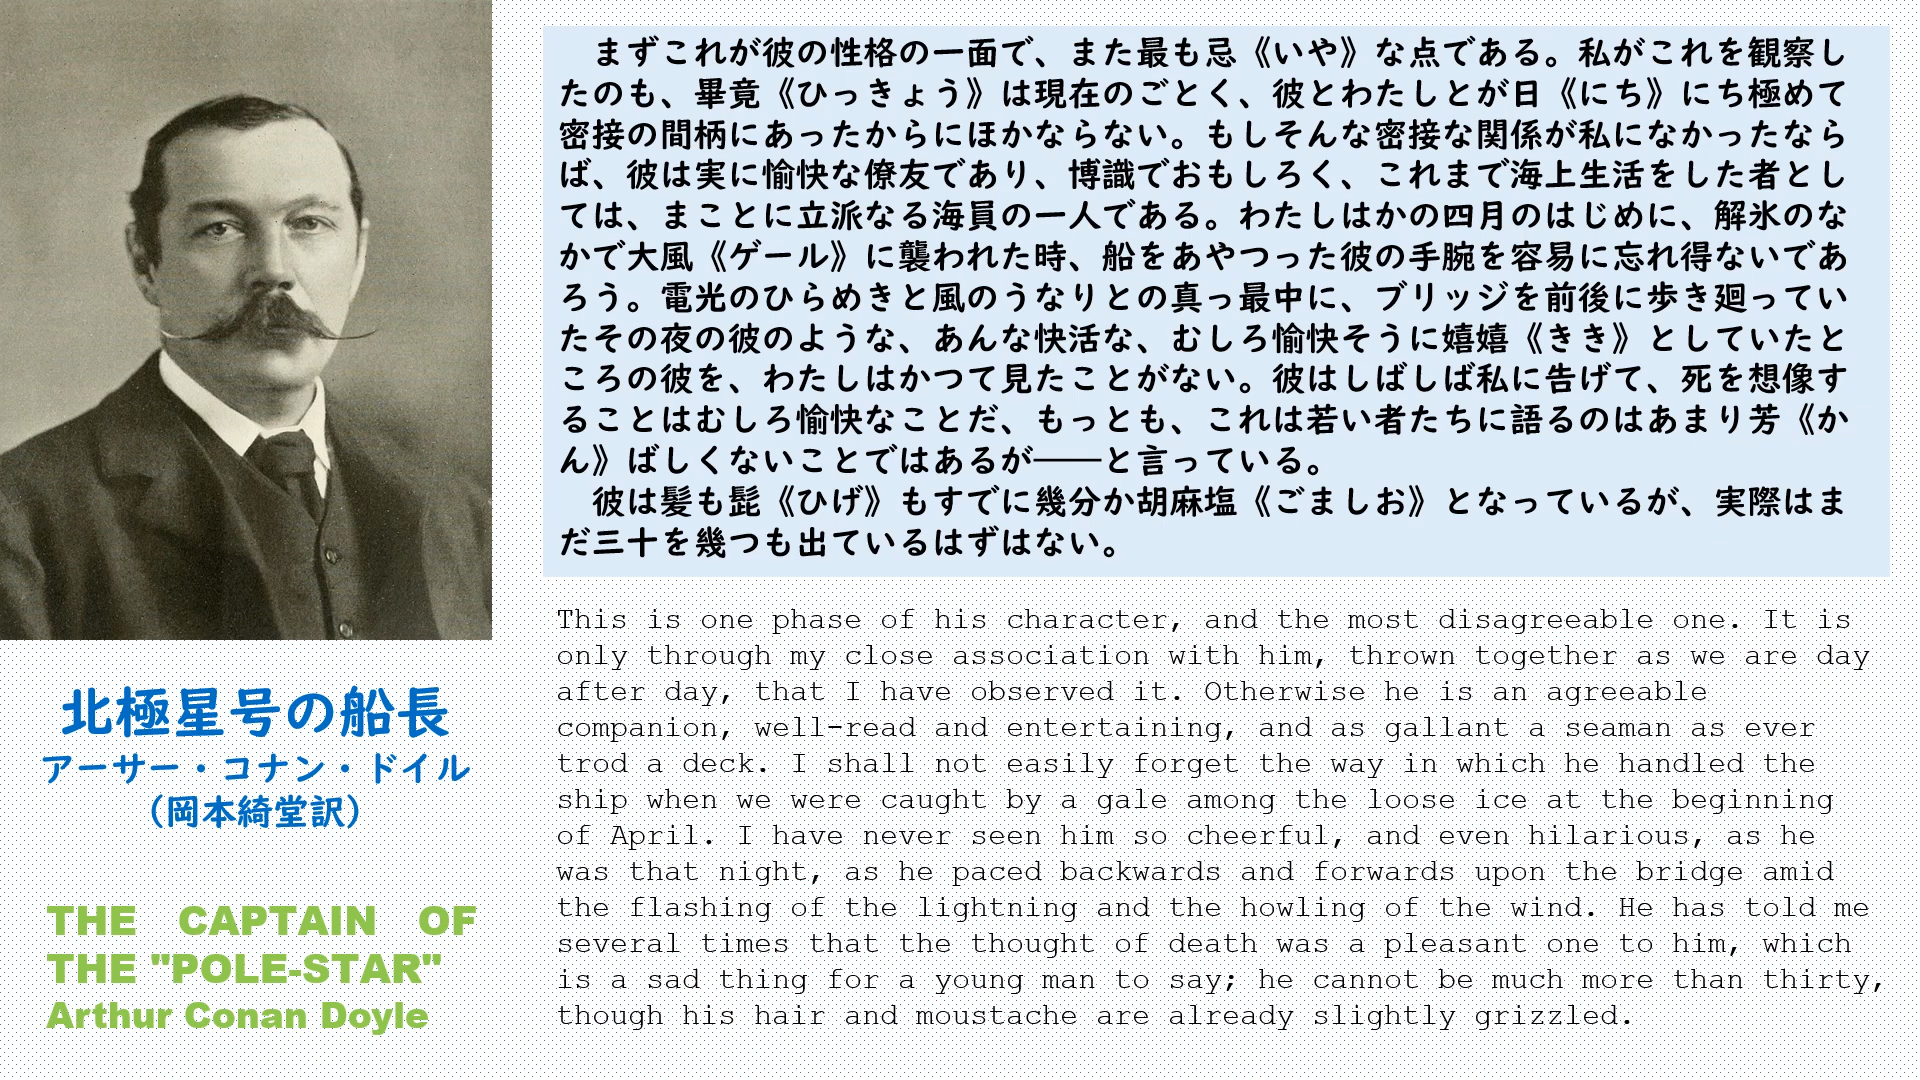 まずこれが彼の性格の一面で、また最も忌《いや》な点である。私がこれを観察し
たのも、畢竟《ひっきょう》は現在のごとく、彼とわたしとが日《にち》にち極めて
密接の間柄にあったからにほかならない。もしそんな密接な関係が私になかったなら
ば、彼は実に愉快な僚友であり、博識でおもしろく、これまで海上生活をした者とし
ては、まことに立派なる海員の一人である。わたしはかの四月のはじめに、解氷のな
かで大風《ゲール》に襲われた時、船をあやつった彼の手腕を容易に忘れ得ないであ
ろう。電光のひらめきと風のうなりとの真っ最中に、ブリッジを前後に歩き廻ってい
たその夜の彼のような、あんな快活な、むしろ愉快そうに嬉嬉《きき》としていたと
ころの彼を、わたしはかつて見たことがない。彼はしばしば私に告げて、死を想像す
ることはむしろ愉快なことだ、もっとも、これは若い者たちに語るのはあまり芳《か
ん》ばしくないことではあるが――と言っている。
彼は髪も髭《ひげ》もすでに幾分か胡麻塩《ごましお》となっているが、実際はま
だ三十を幾つも出ているはずはない。
This is one phase of his character, and the most disagreeable one. It is
only through my close association with him, thrown together as we are day
after day, that I have observed it. Otherwise he is an agreeable
companion, well-read and entertaining, and as gallant a seaman as ever
trod a deck. I shall not easily forget the way in which he handled the
ship when we were caught by a gale among the loose ice at the beginning
of April. I have never seen him so cheerful, and even hilarious, as he
was that night, as he paced backwards and forwards upon the bridge amid
the flashing of the lightning and the howling of the wind. He has told me
several times that the thought of death was a pleasant one to him, which
is a sad thing for a young man to say; he cannot be much more than thirty,
though his hair and moustache are already slightly grizzled.
北極星号の船長
アーサー・コナン・ドイル
（岡本綺堂訳）
THE CAPTAIN OF
THE "POLE-STAR"
Arthur Conan Doyle